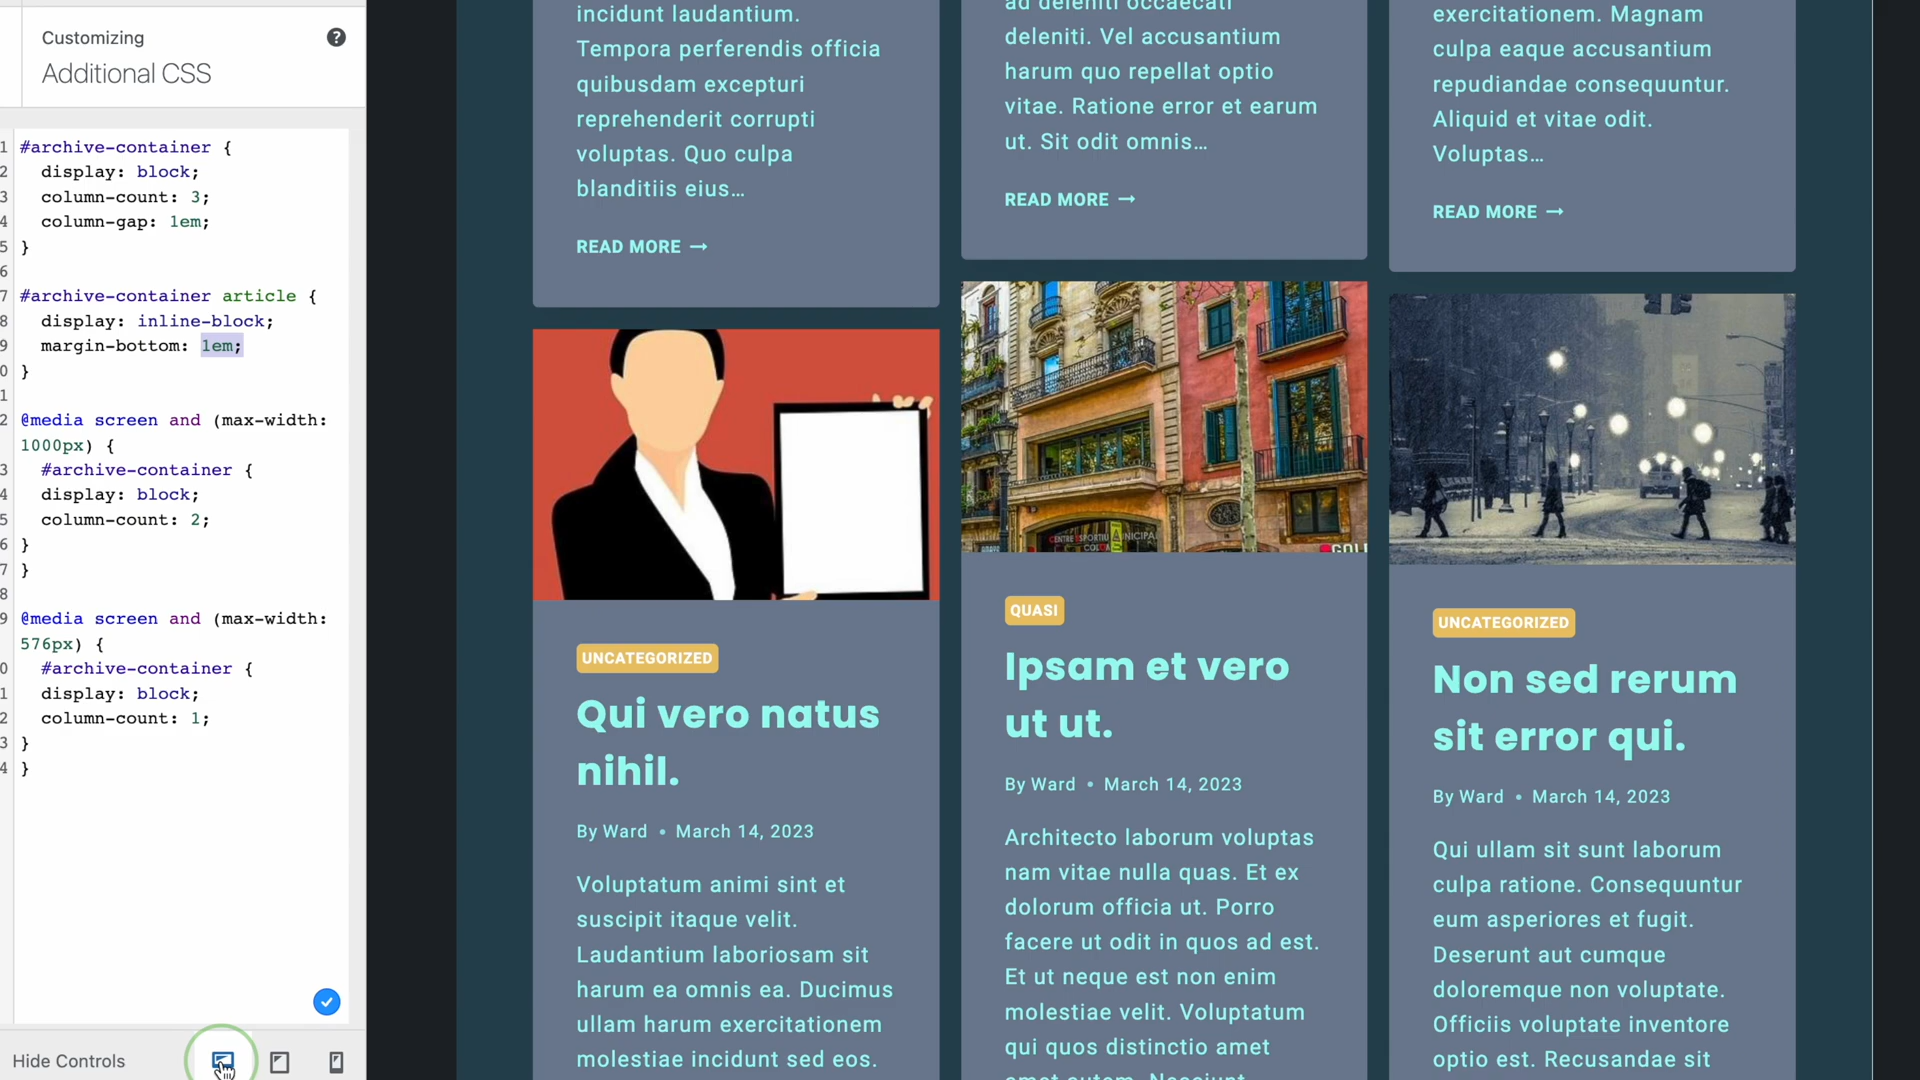 Customizing
Additional CSS
1 #archive-container {
2 display: block;
3 column-count: 3;
4 column-gap: 1em;
5 }
6
7 #archive-container article {
8 display: inline-block;
9 margin-bottom: 1em;
0 }
1
2 @media screen and (max-width:
1000px) {
3 #archive-container {
4 display: block;
5 column-count: 2;
6 }
7 }
8
9 @media screen and (max-width:
576px) {
0 #archive-container {
1 display: block;
2 column-count: 1;
3 }
4 }
Hide Controls
incidunt laudantium.
Tempora perferendis officia
quibusdam excepturi
reprehenderit corrupti
voluptas. Quo culpa
blanditiis eius…
READ MORE →
UNCATEGORIZED
Qui vero natus
nihil.
By Ward • March 14, 2023
Voluptatum animi sint et
suscipit itaque velit.
Laudantium laboriosam sit
harum ea omnis ea. Ducimus
ullam harum exercitationem
molestiae incidunt sed eos.
ad deleniti occaecati
deleniti. Vel accusantium
harum quo repellat optio
vitae. Ratione error et earum
ut. Sit odit omnis…
READ MORE →
CENTRE ESPORTIU MUNICIPAL
QUASI
Ipsam et vero
ut ut.
By Ward • March 14, 2023
Architecto laborum voluptas
nam vitae nulla quas. Et ex
dolorum officia ut. Porro
facere ut odit in quos ad est.
Et ut neque est non enim
molestiae velit. Voluptatum
qui quos distinctio amet
exercitationem. Magnam
culpa eaque accusantium
repudiandae consequuntur.
Aliquid et vitae odit.
Voluptas…
READ MORE →
UNCATEGORIZED
Non sed rerum
sit error qui.
By Ward • March 14, 2023
Qui ullam sit sunt laborum
culpa ratione. Consequuntur
eum asperiores et fugit.
Deserunt aut cumque
doloremque non voluptate.
Officiis voluptate inventore
optio est. Recusandae sit